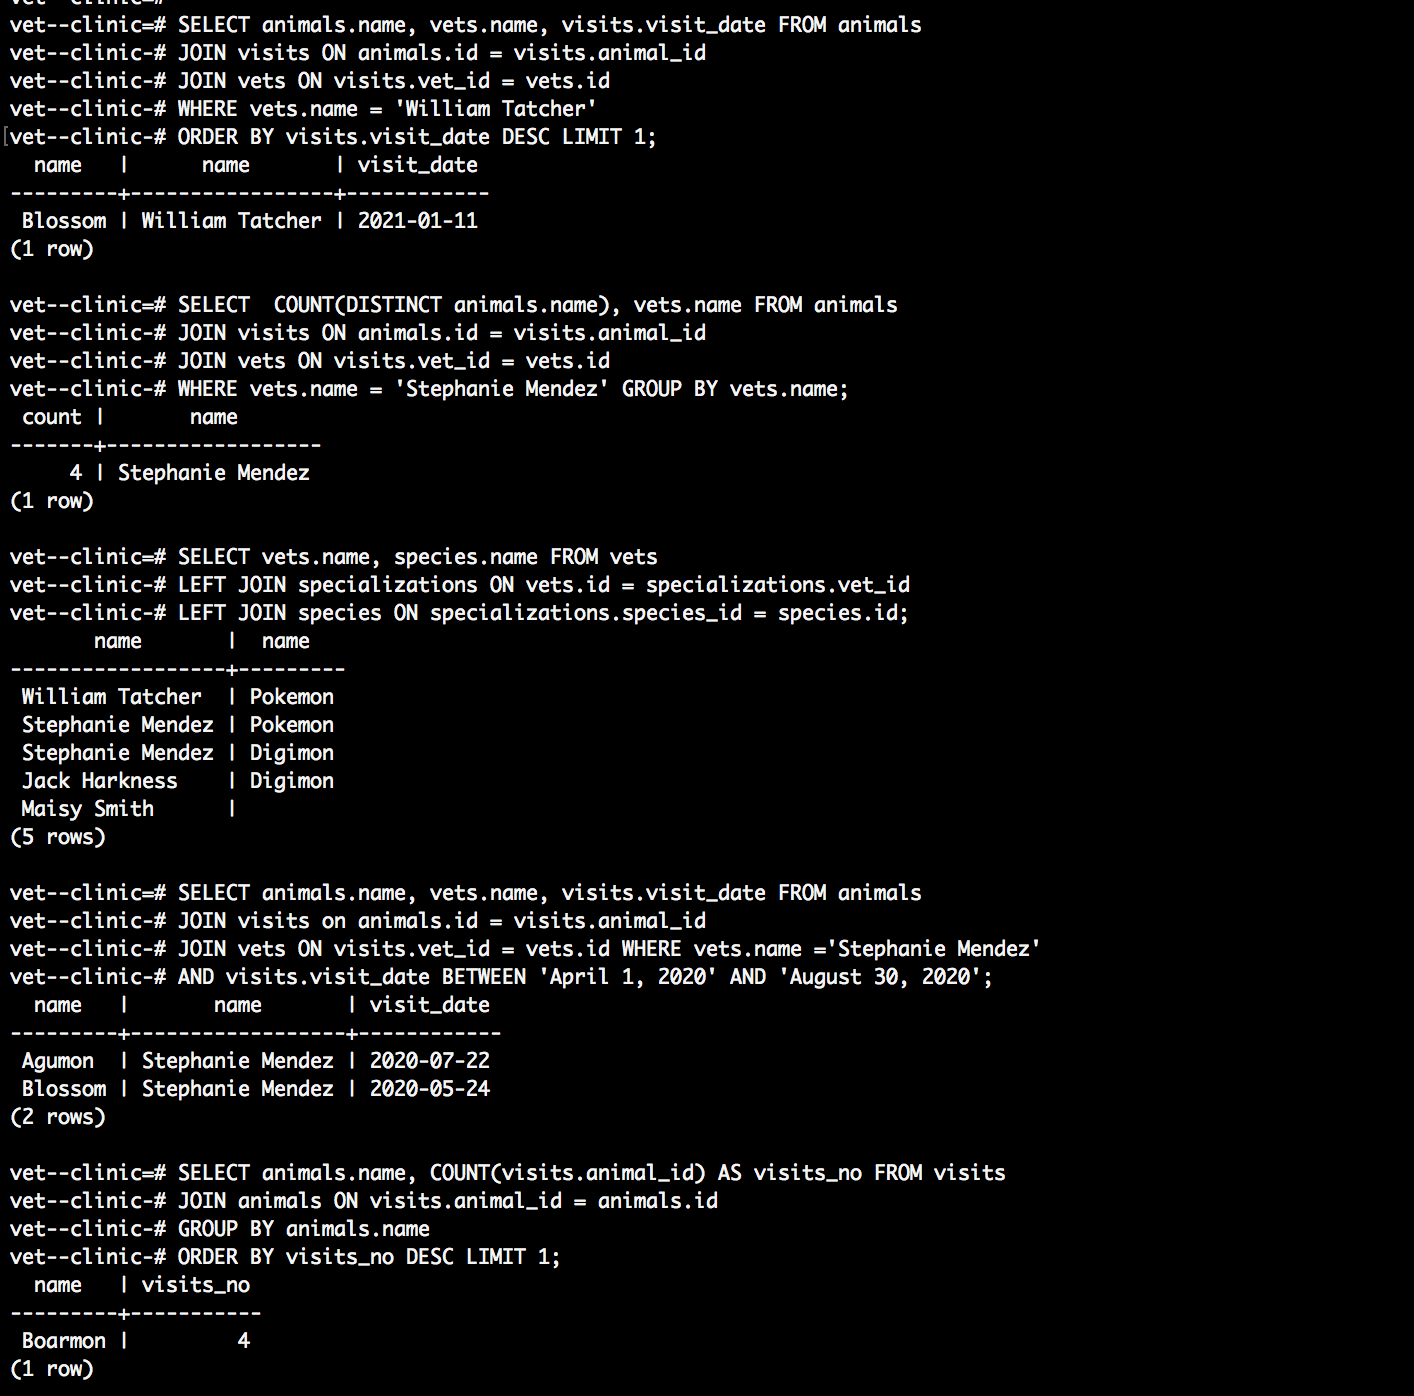 vet--clinic=#
vet--clinic=# SELECT animals.name, vets.name, visits.visit_date FROM animals
vet--clinic-# JOIN visits ON animals.id = visits.animal_id
vet--clinic-# JOIN vets ON visits.vet_id = vets.id
vet--clinic-# WHERE vets.name = 'William Tatcher'
[vet--clinic-# ORDER BY visits.visit_date DESC LIMIT 1;
  name   |      name       | visit_date
---------+-----------------+------------
 Blossom | William Tatcher | 2021-01-11
(1 row)

vet--clinic=# SELECT  COUNT(DISTINCT animals.name), vets.name FROM animals
vet--clinic-# JOIN visits ON animals.id = visits.animal_id
vet--clinic-# JOIN vets ON visits.vet_id = vets.id
vet--clinic-# WHERE vets.name = 'Stephanie Mendez' GROUP BY vets.name;
 count |       name
-------+------------------
     4 | Stephanie Mendez
(1 row)

vet--clinic=# SELECT vets.name, species.name FROM vets
vet--clinic-# LEFT JOIN specializations ON vets.id = specializations.vet_id
vet--clinic-# LEFT JOIN species ON specializations.species_id = species.id;
       name       |  name
------------------+---------
 William Tatcher  | Pokemon
 Stephanie Mendez | Pokemon
 Stephanie Mendez | Digimon
 Jack Harkness    | Digimon
 Maisy Smith      |
(5 rows)

vet--clinic=# SELECT animals.name, vets.name, visits.visit_date FROM animals
vet--clinic-# JOIN visits on animals.id = visits.animal_id
vet--clinic-# JOIN vets ON visits.vet_id = vets.id WHERE vets.name ='Stephanie Mendez'
vet--clinic-# AND visits.visit_date BETWEEN 'April 1, 2020' AND 'August 30, 2020';
  name   |       name       | visit_date
---------+------------------+------------
 Agumon  | Stephanie Mendez | 2020-07-22
 Blossom | Stephanie Mendez | 2020-05-24
(2 rows)

vet--clinic=# SELECT animals.name, COUNT(visits.animal_id) AS visits_no FROM visits
vet--clinic-# JOIN animals ON visits.animal_id = animals.id
vet--clinic-# GROUP BY animals.name
vet--clinic-# ORDER BY visits_no DESC LIMIT 1;
  name   | visits_no
---------+-----------
 Boarmon |         4
(1 row)